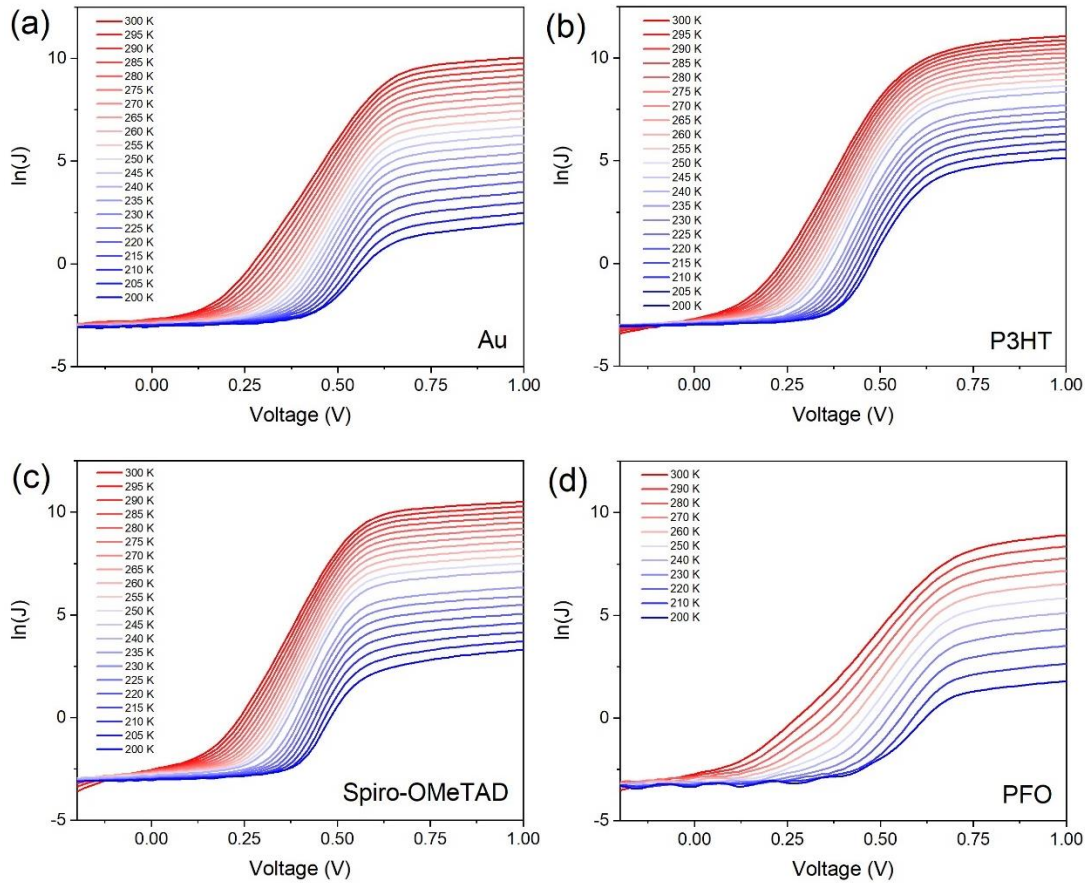 (a)
300 K
295 K
290 K
285 K
280 K
275 K
270 K
265 K
260 K
255 K
250 K
245 K
240 K
235 K
230 K
225 K
220 K
215 K
210 K
205 K
200 K
10
5
0
-5
ln(J)
0.00 0.25 0.50 0.75 1.00
Voltage (V)
Au
(b)
300 K
295 K
290 K
285 K
280 K
275 K
270 K
265 K
260 K
255 K
250 K
245 K
240 K
235 K
230 K
225 K
220 K
215 K
210 K
205 K
200 K
10
5
0
-5
ln(J)
0.00 0.25 0.50 0.75 1.00
Voltage (V)
P3HT
(c)
300 K
295 K
290 K
285 K
280 K
275 K
270 K
265 K
260 K
255 K
250 K
245 K
240 K
235 K
230 K
225 K
220 K
215 K
210 K
205 K
200 K
10
5
0
-5
ln(J)
0.00 0.25 0.50 0.75 1.00
Voltage (V)
Spiro-OMeTAD
(d)
300 K
290 K
280 K
270 K
260 K
250 K
240 K
230 K
220 K
210 K
200 K
10
5
0
-5
ln(J)
0.00 0.25 0.50 0.75 1.00
Voltage (V)
PFO